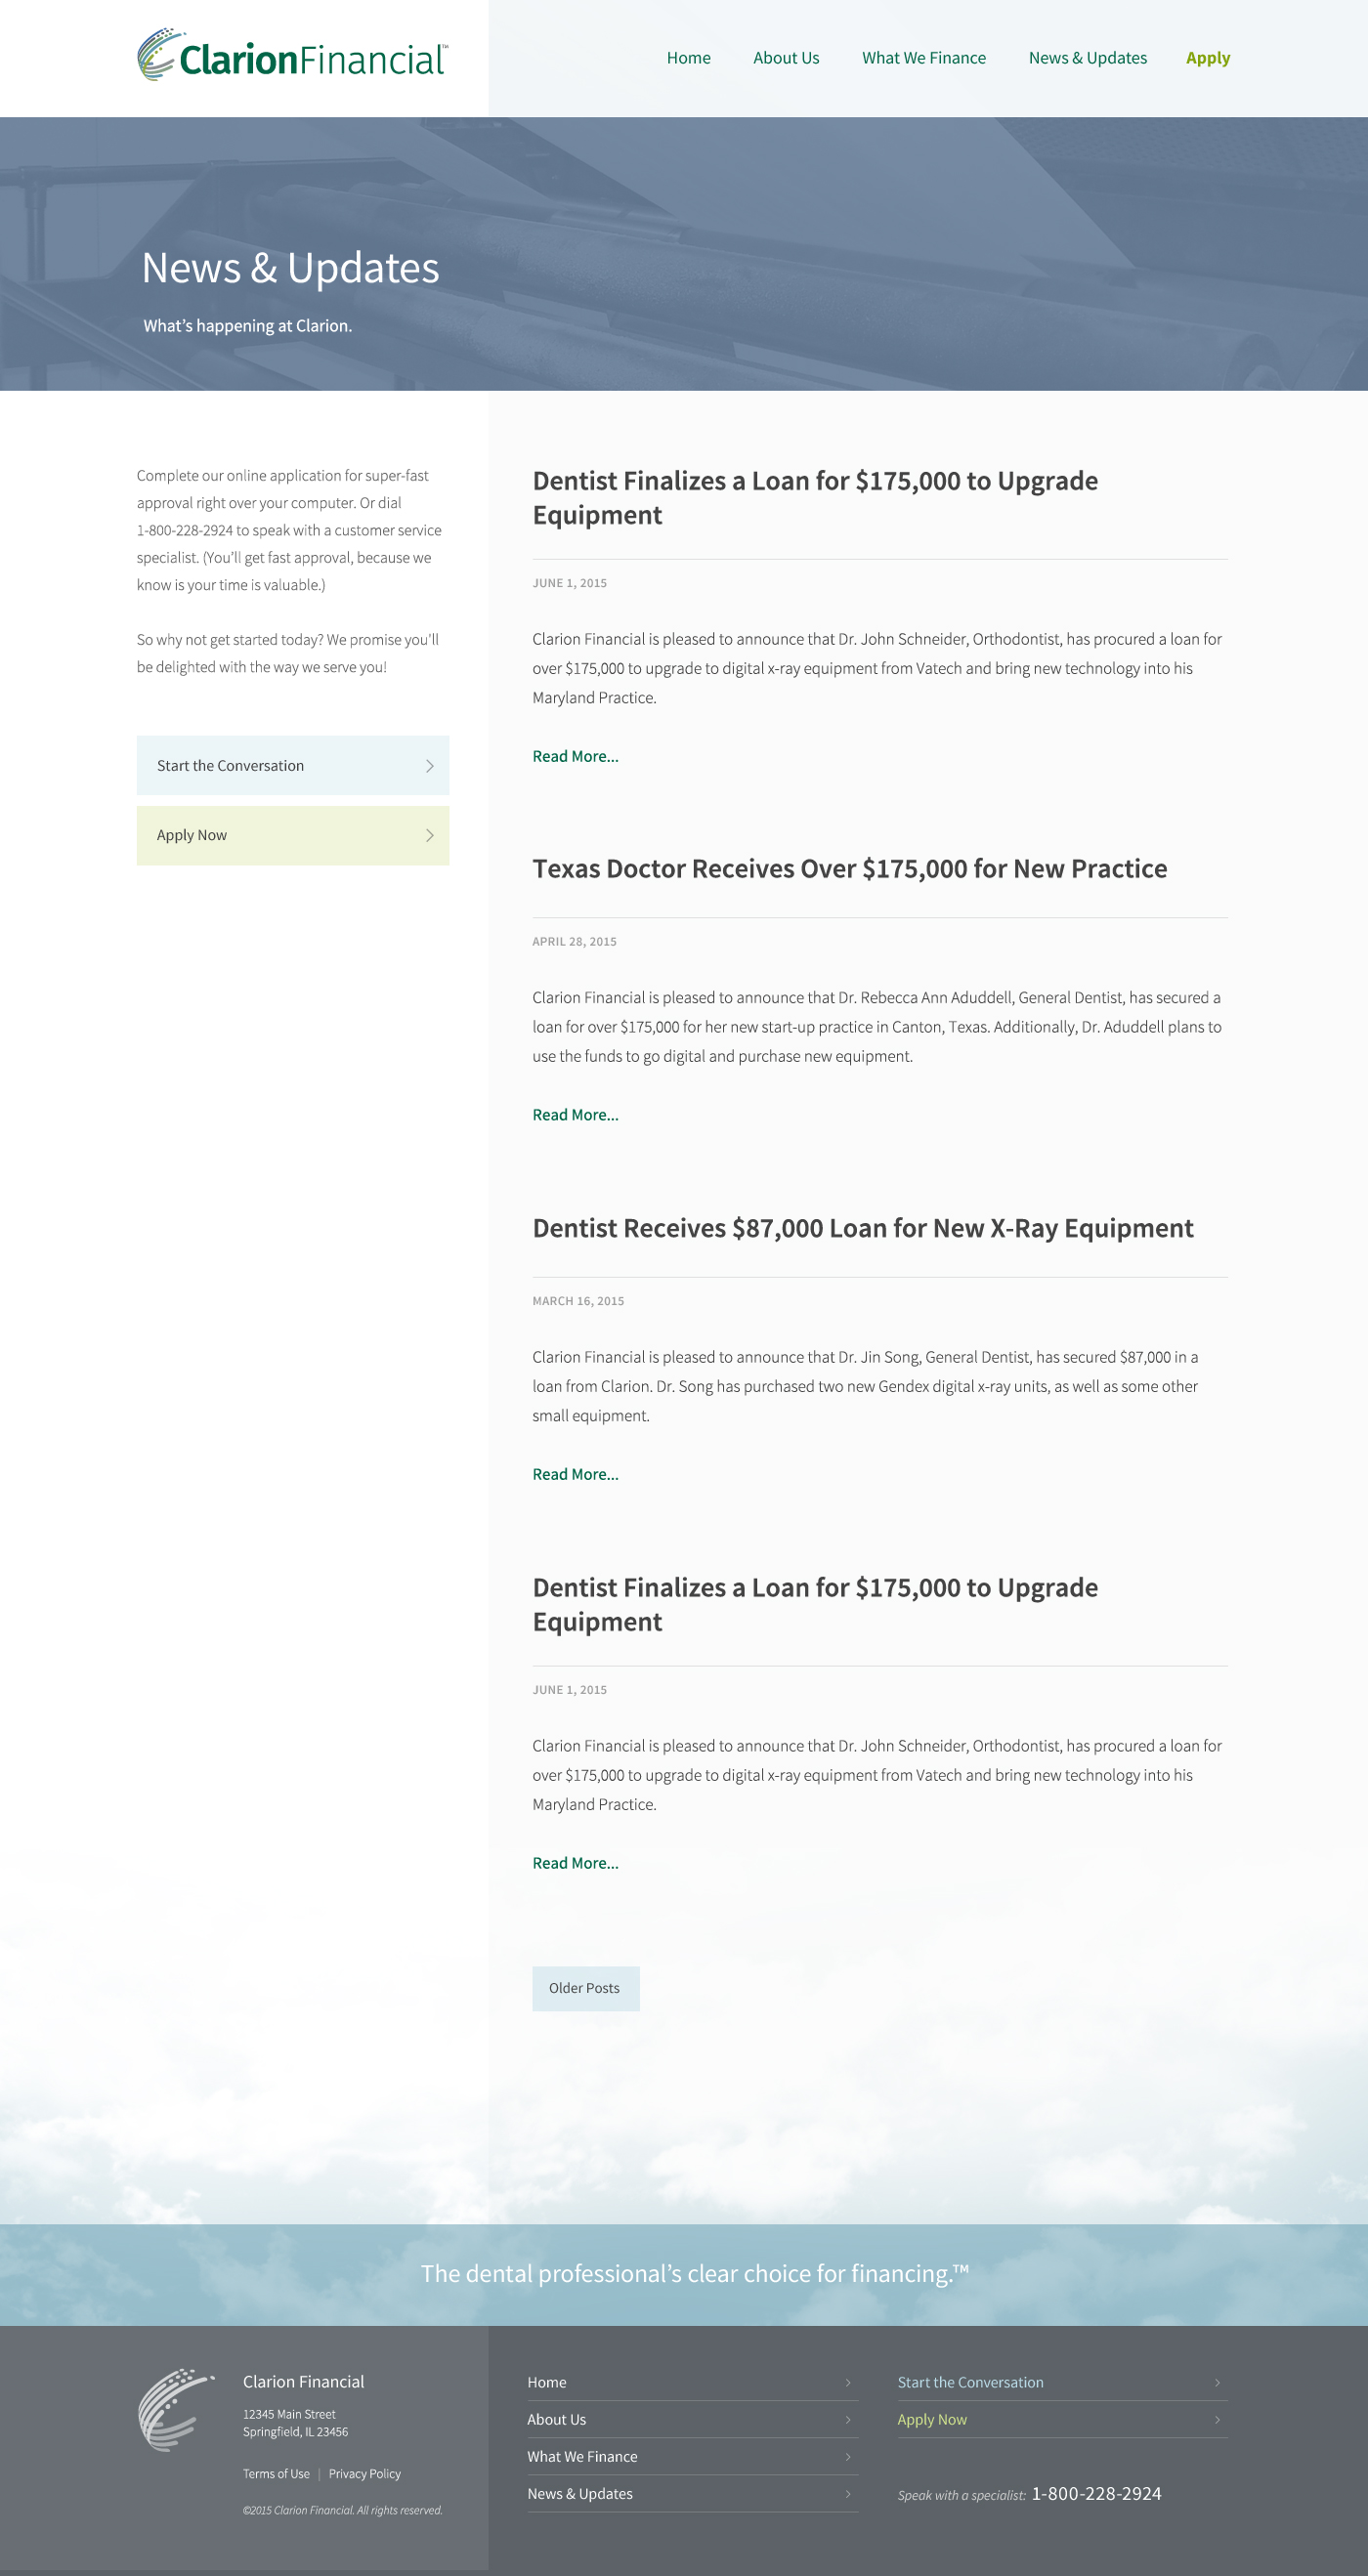 ClarionFinancial™
Home About Us What We Finance News & Updates Apply
News & Updates
What’s happening at Clarion.
Complete our online application for super-fast
approval right over your computer. Or dial
1-800-228-2924 to speak with a customer service
specialist. (You’ll get fast approval, because we
know is your time is valuable.)
So why not get started today? We promise you'll
be delighted with the way we serve you!
Start the Conversation
Apply Now
Dentist Finalizes a Loan for $175,000 to Upgrade
Equipment
JUNE 1, 2015
Clarion Financial is pleased to announce that Dr. John Schneider, Orthodontist, has procured a loan for
over $175,000 to upgrade to digital x-ray equipment from Vatech and bring new technology into his
Maryland Practice.
Read More...
Texas Doctor Receives Over $175,000 for New Practice
APRIL 28, 2015
Clarion Financial is pleased to announce that Dr. Rebecca Ann Aduddell, General Dentist, has secured a
loan for over $175,000 for her new start-up practice in Canton, Texas. Additionally, Dr. Aduddell plans to
use the funds to go digital and purchase new equipment.
Read More...
Dentist Receives $87,000 Loan for New X-Ray Equipment
MARCH 16, 2015
Clarion Financial is pleased to announce that Dr. Jin Song, General Dentist, has secured $87,000 in a
loan from Clarion. Dr. Song has purchased two new Gendex digital x-ray units, as well as some other
small equipment.
Read More...
Dentist Finalizes a Loan for $175,000 to Upgrade
Equipment
JUNE 1, 2015
Clarion Financial is pleased to announce that Dr. John Schneider, Orthodontist, has procured a loan for
over $175,000 to upgrade to digital x-ray equipment from Vatech and bring new technology into his
Maryland Practice.
Read More...
Older Posts
The dental professional’s clear choice for financing.™
Clarion Financial
12345 Main Street
Springfield, IL 23456
Terms of Use | Privacy Policy
©2015 Clarion Financial. All rights reserved.
Home
About Us
What We Finance
News & Updates
Start the Conversation
Apply Now
Speak with a specialist: 1-800-228-2924